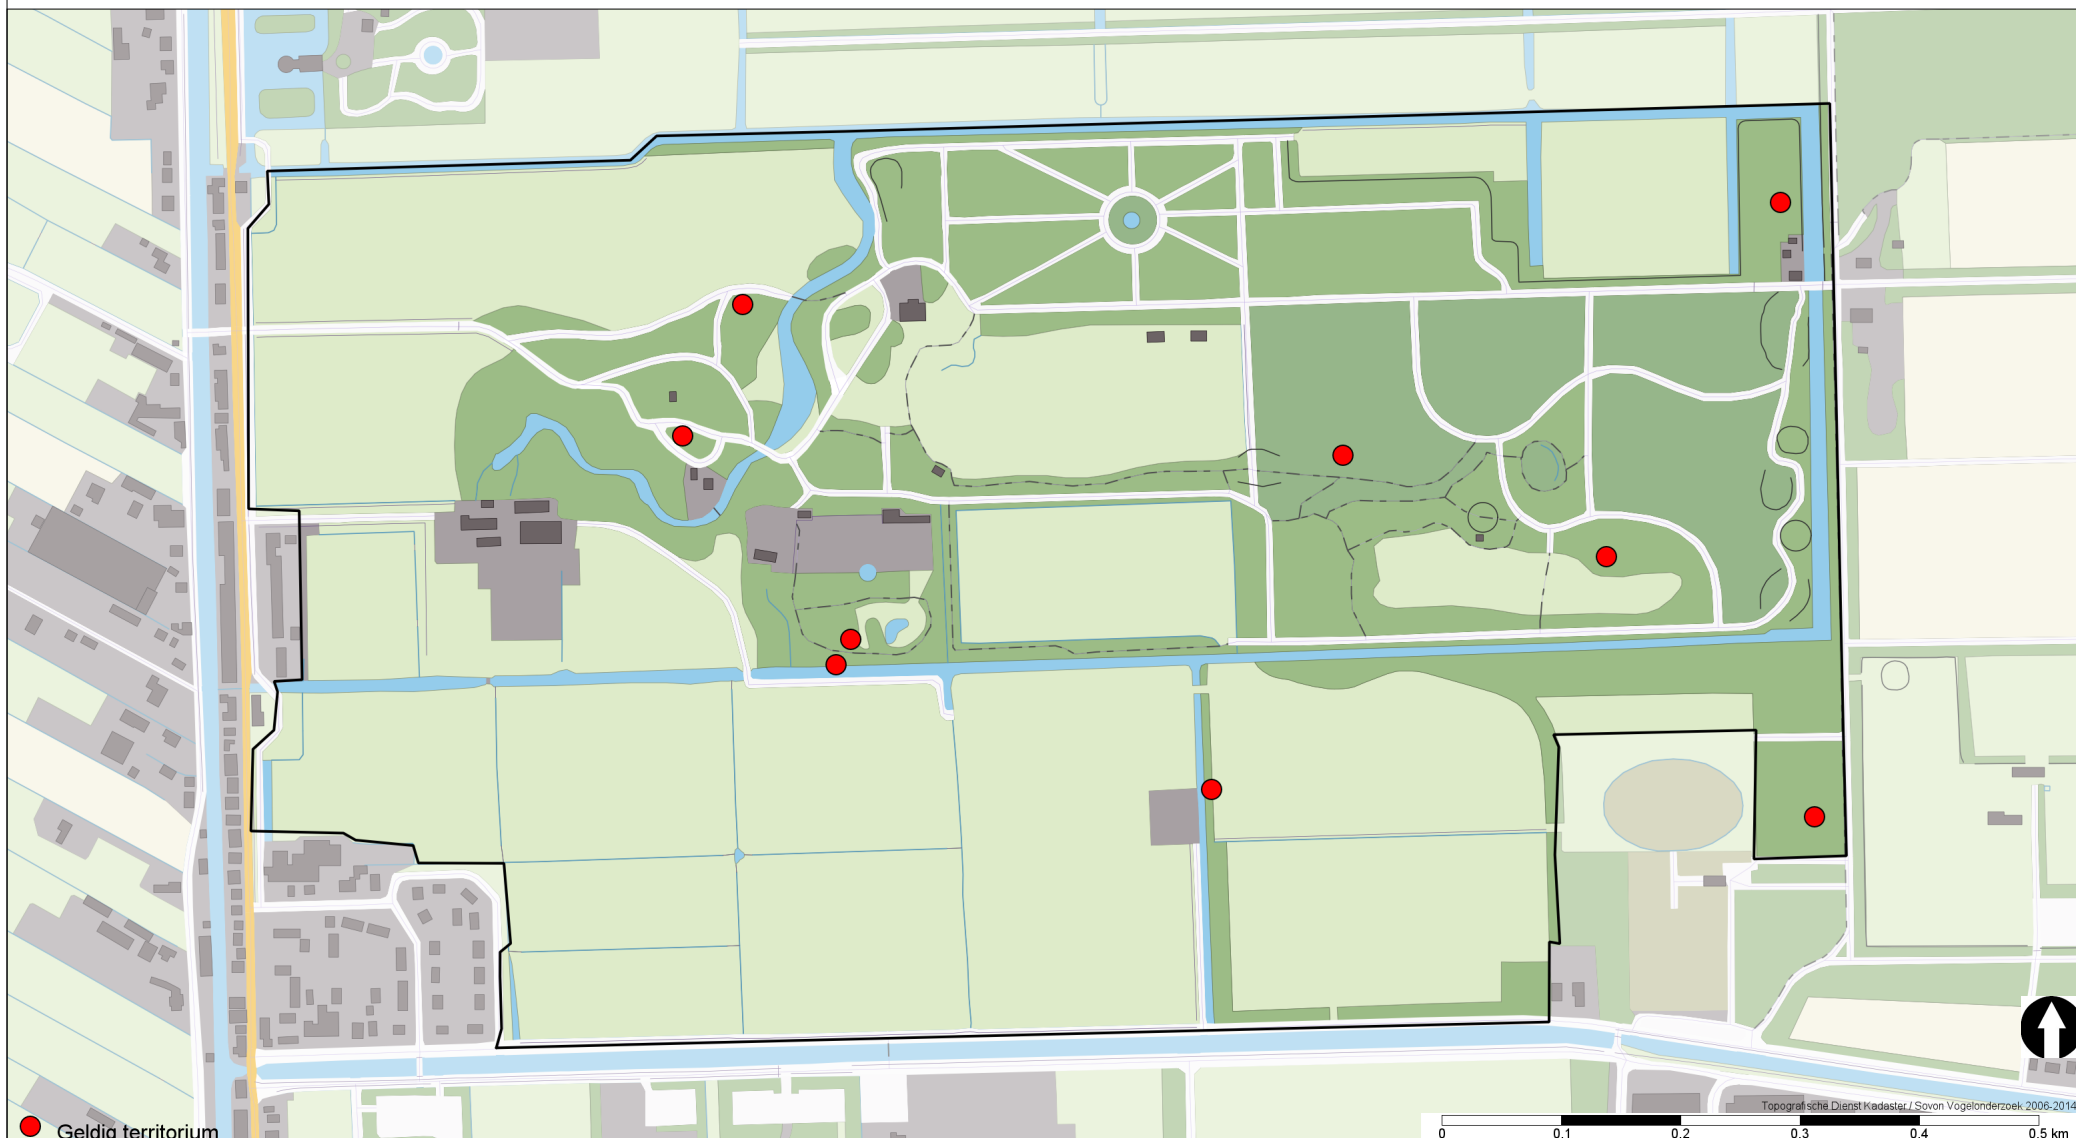 Topografische Dienst Kadaster / Sovon Vogelonderzoek 2006-2014
Geldig territorium
0 0.1 0.2 0.3 0.4 0.5 km